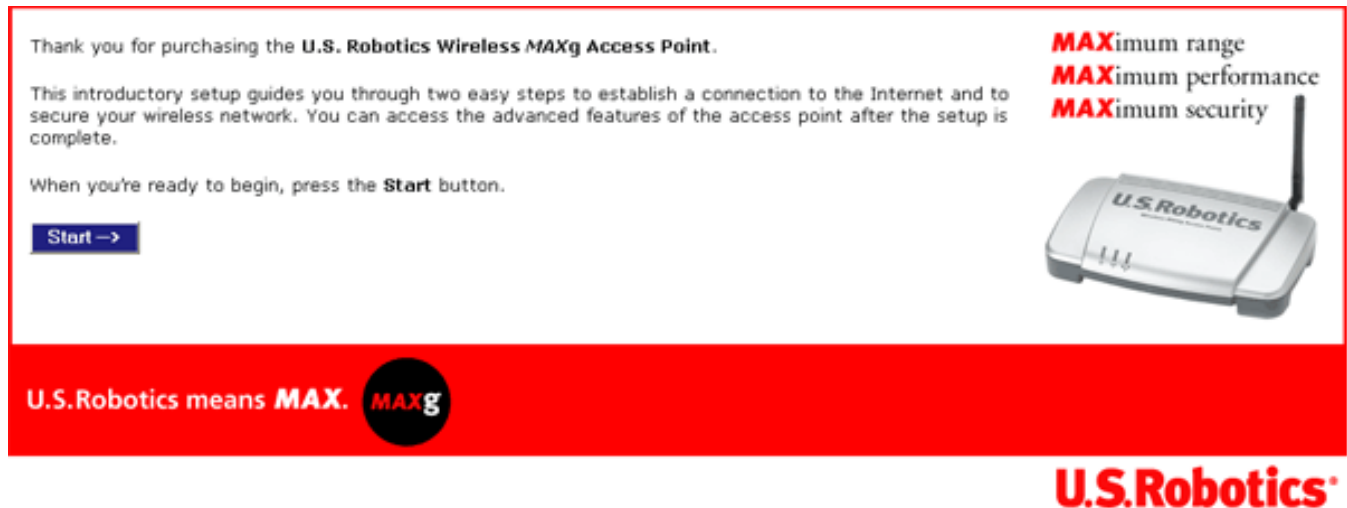 Thank you for purchasing the U.S. Robotics Wireless MAXg Access Point.
This introductory setup guides you through two easy steps to establish a connection to the Internet and to
secure your wireless network. You can access the advanced features of the access point after the setup is
complete.
When you're ready to begin, press the Start button.
Start –>
MAXimum range
MAXimum performance
MAXimum security
U.S.Robotics
U.S.Robotics means MAX.
MAXg
U.S.Robotics